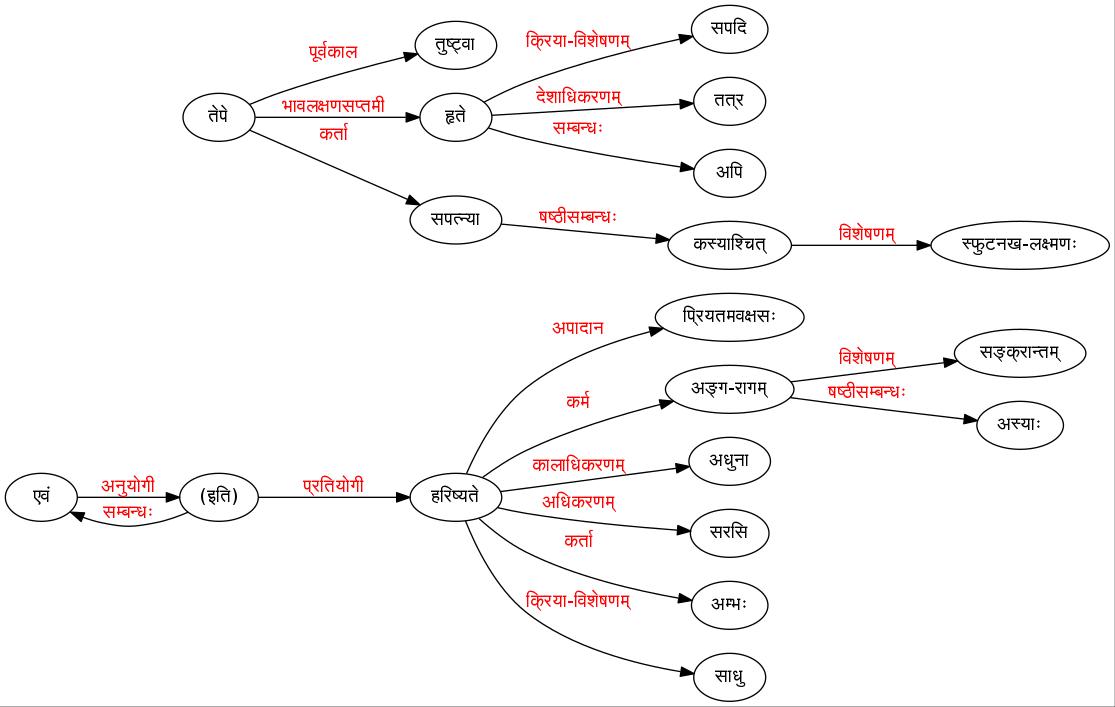 सपदि
क्रिया-विशेषणम्
तुष्ट्वा
पूर्वकाल
देशाधिकरणम्
तत्र
भावलक्षणसप्तमी
तेपे
हृते
सम्बन्धः
कर्ता
अपि
षष्ठीसम्बन्धः
सपत्न्या
विशेषणम्
कस्याश्चित्
स्फुटनख-लक्ष्मणः
प्रियतमवक्षसः
अपादान
सङ्क्रान्तम्
विशेषणम्
अङ्ग-रागम्
षष्ठीसम्बन्धः
कर्म
अस्याः
अधुना
कालाधिकरणम्
अनुयोगी
प्रतियोगी
एवं
(इति)
हरिष्यते
सम्बन्धः
अधिकरणम्
सरसि
कर्ता
क्रिया-विशेषणम्
अम्भः
साधु